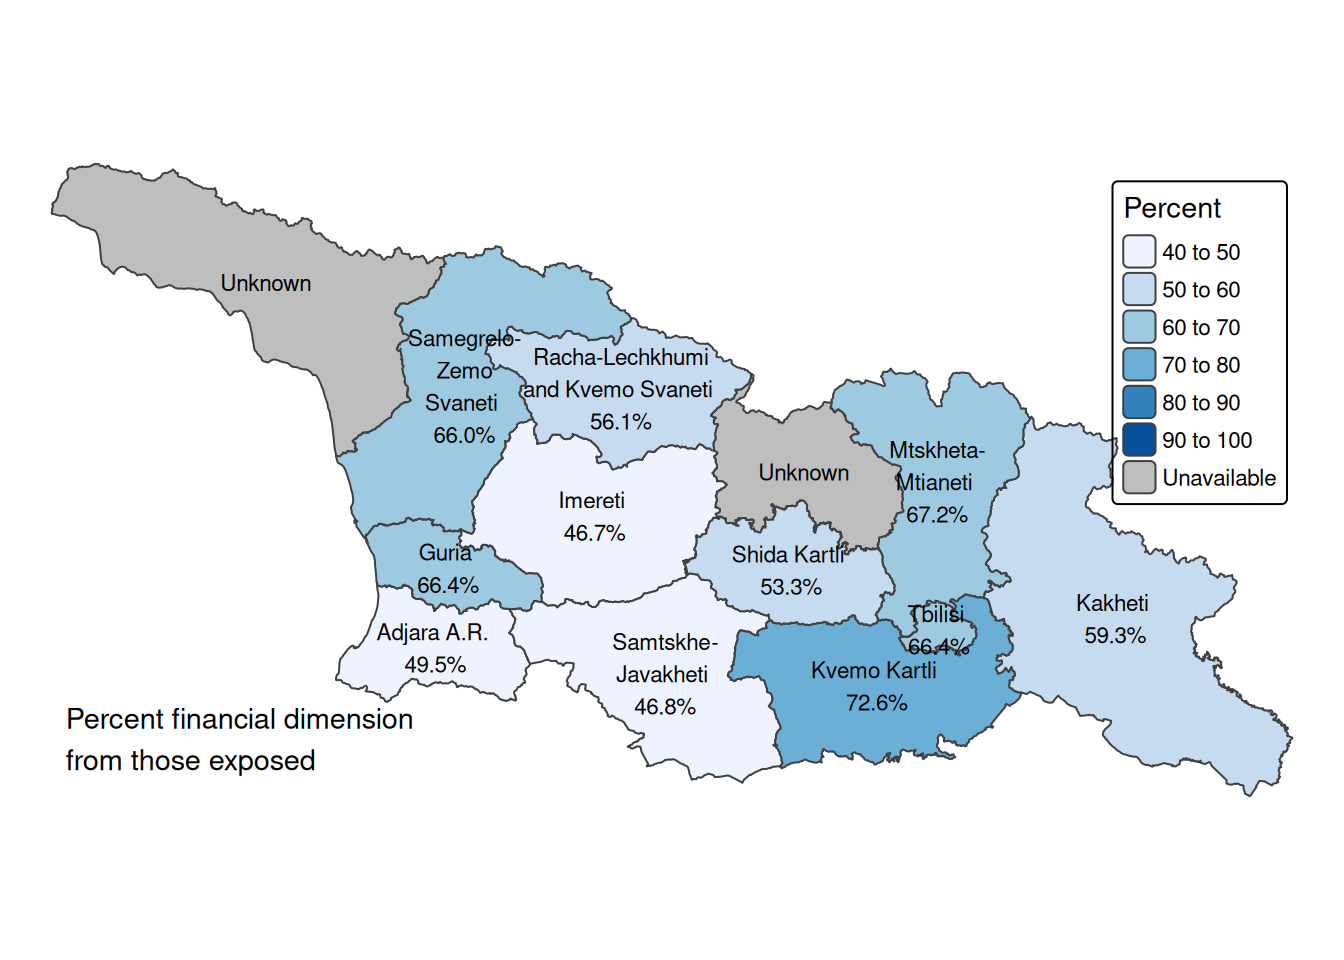 Unknown
Samegrelo-
Zemo
Svaneti
66.0%
Racha-Lechkhumi
and Kvemo Svaneti
56.1%
Imereti
46.7%
Unknown
Mtskheta-
Mtianeti
67.2%
Guria
66.4%
Shida Kartli
53.3%
Adjara A.R.
49.5%
Samtskhe-
Javakheti
46.8%
Tbilisi
66.4%
Kvemo Kartli
72.6%
Kakheti
59.3%
Percent
40 to 50
50 to 60
60 to 70
70 to 80
80 to 90
90 to 100
Unavailable
Percent financial dimension
from those exposed